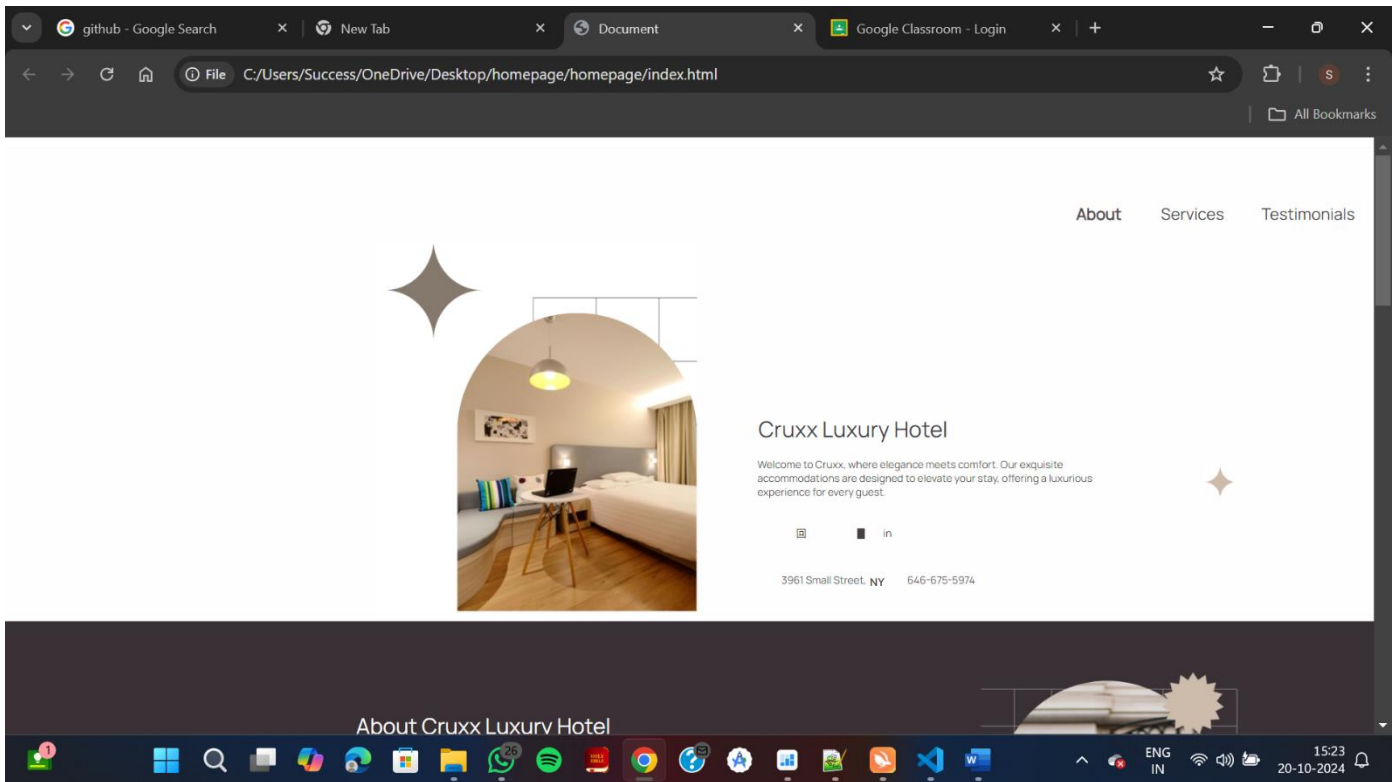 github - Google Search
New Tab
Document
Google Classroom - Login
File C:/Users/Success/OneDrive/Desktop/homepage/homepage/index.html
S
All Bookmarks
About Services Testimonials
Cruxx Luxury Hotel
Welcome to Cruxx, where elegance meets comfort. Our exquisite
accommodations are designed to elevate your stay, offering a luxurious
experience for every guest.
in
3961 Small Street, NY 646-675-5974
About Cruxx Luxury Hotel
1
26
ENG
IN
15:23
20-10-2024